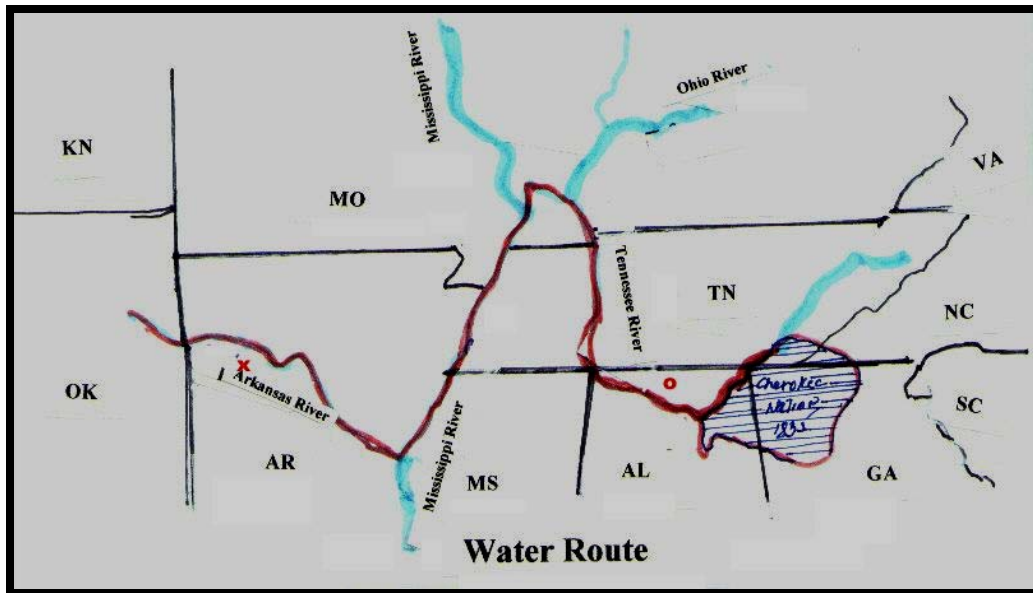 Mississippi River
Ohio River
KN
VA
MO
Tennessee River
TN
NC
OK
x
Arkansas River
o
Cherokee
Nation
SC
AR
Mississippi River
MS
AL
GA
Water Route